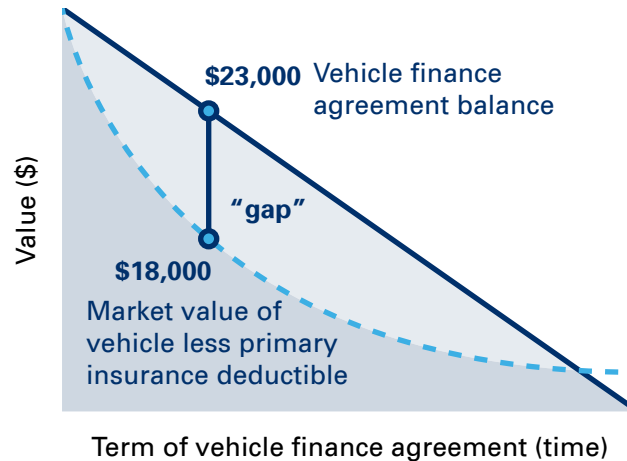 $23,000 Vehicle finance
agreement balance
Value ($)
“gap”
$18,000
Market value of
vehicle less primary
insurance deductible
Term of vehicle finance agreement (time)